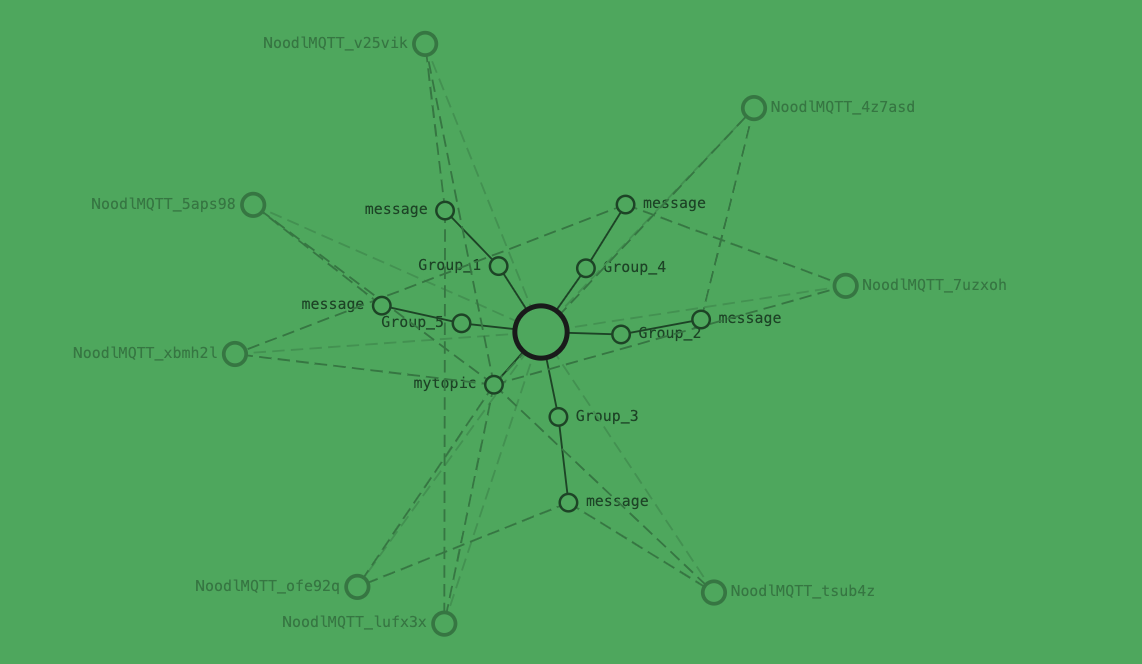 NoodlMQTT_v25vik
NoodlMQTT_4z7asd
NoodlMQTT_5aps98
message
message
Group_1
Group_4
NoodlMQTT_7uzxoh
message
Group_5
message
Group_2
NoodlMQTT_xbmh2l
mytopic
Group_3
message
NoodlMQTT_ofe92q
NoodlMQTT_tsub4z
NoodlMQTT_lufx3x